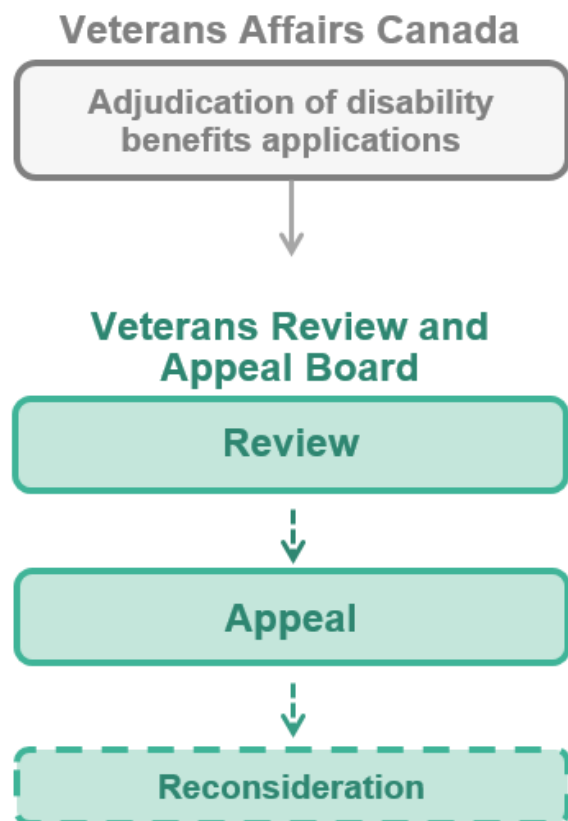 Veterans Affairs Canada
Adjudication of disability
benefits applications
Veterans Review and
Appeal Board
Review
Appeal
Reconsideration